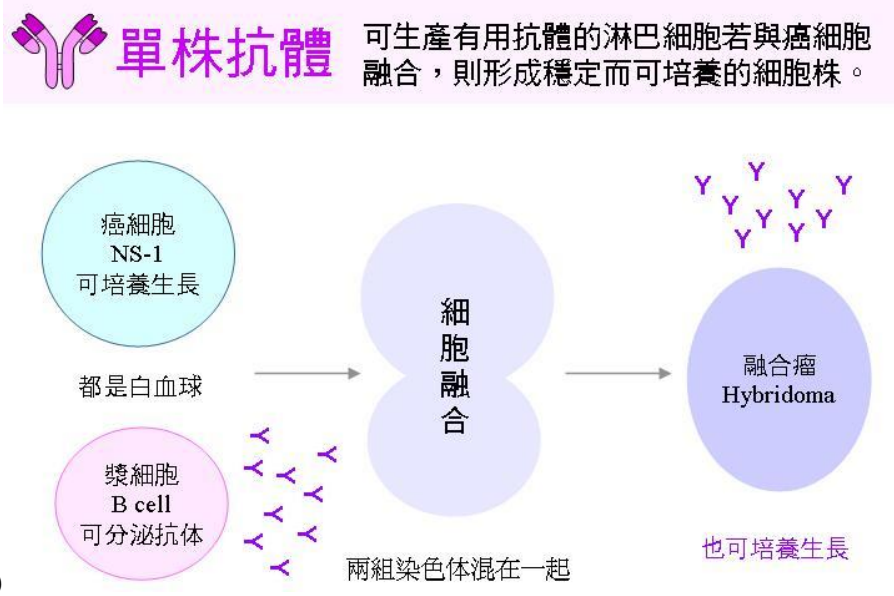 單株抗體
可生產有用抗體的淋巴細胞若與癌細胞
融合，則形成穩定而可培養的細胞株。
癌細胞
NS-1
可培養生長
都是白血球
漿細胞
B cell
可分泌抗体
細
胞
融
合
兩組染色体混在一起
融合瘤
Hybridoma
也可培養生長